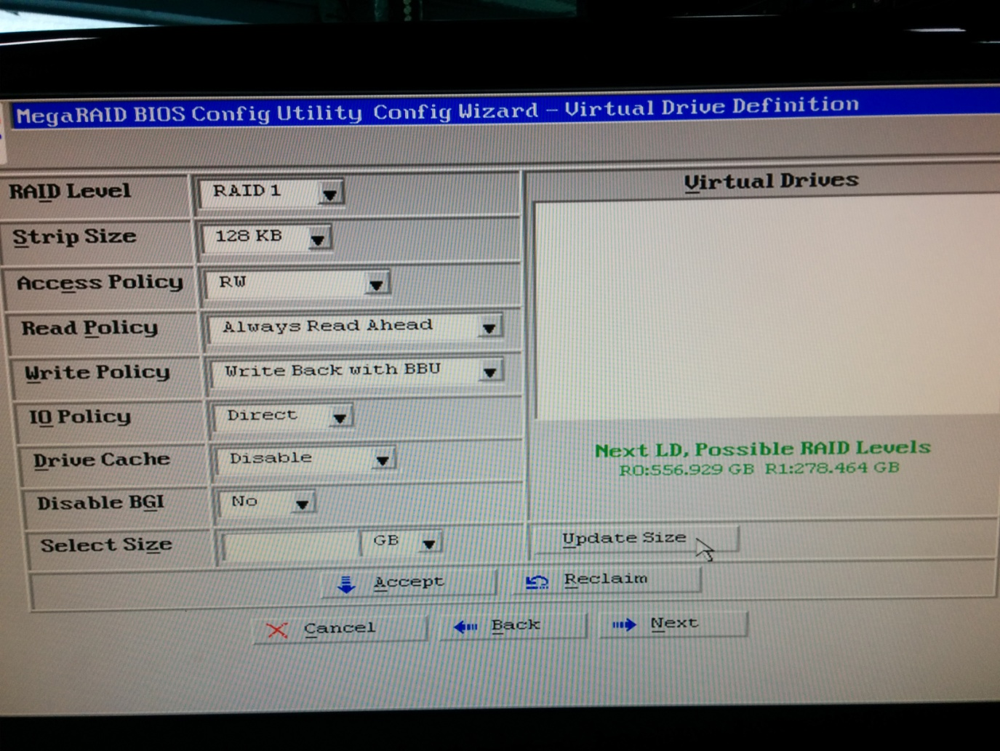 MegaRAID BIOS Config Utility Config Wizard - Virtual Drive Definition
RAID Level RAID 1
Strip Size 128 KB
Access Policy RW
Read Policy Always Read Ahead
Write Policy Write Back with BBU
IO Policy Direct
Drive Cache Disable
Disable BGI No
Select Size GB
Virtual Drives
Next LD, Possible RAID Levels
R0:556.929 GB R1:278.464 GB
Update Size
Accept Reclaim
Cancel Back Next